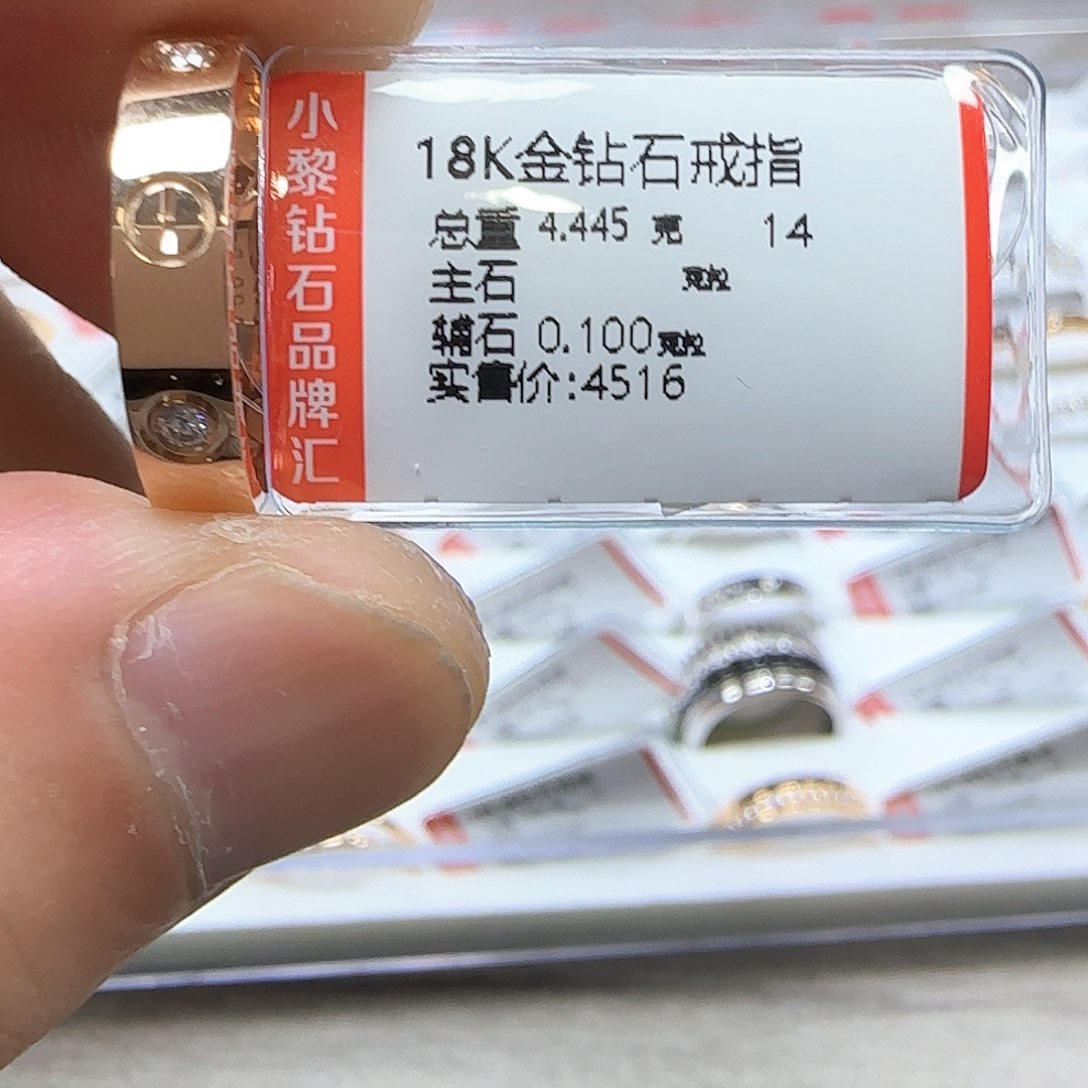 小黎钻石品牌汇
18K金钻石戒指
总重 4.445 克 14
主石 克拉
辅石 0.100克拉
实售价:4516